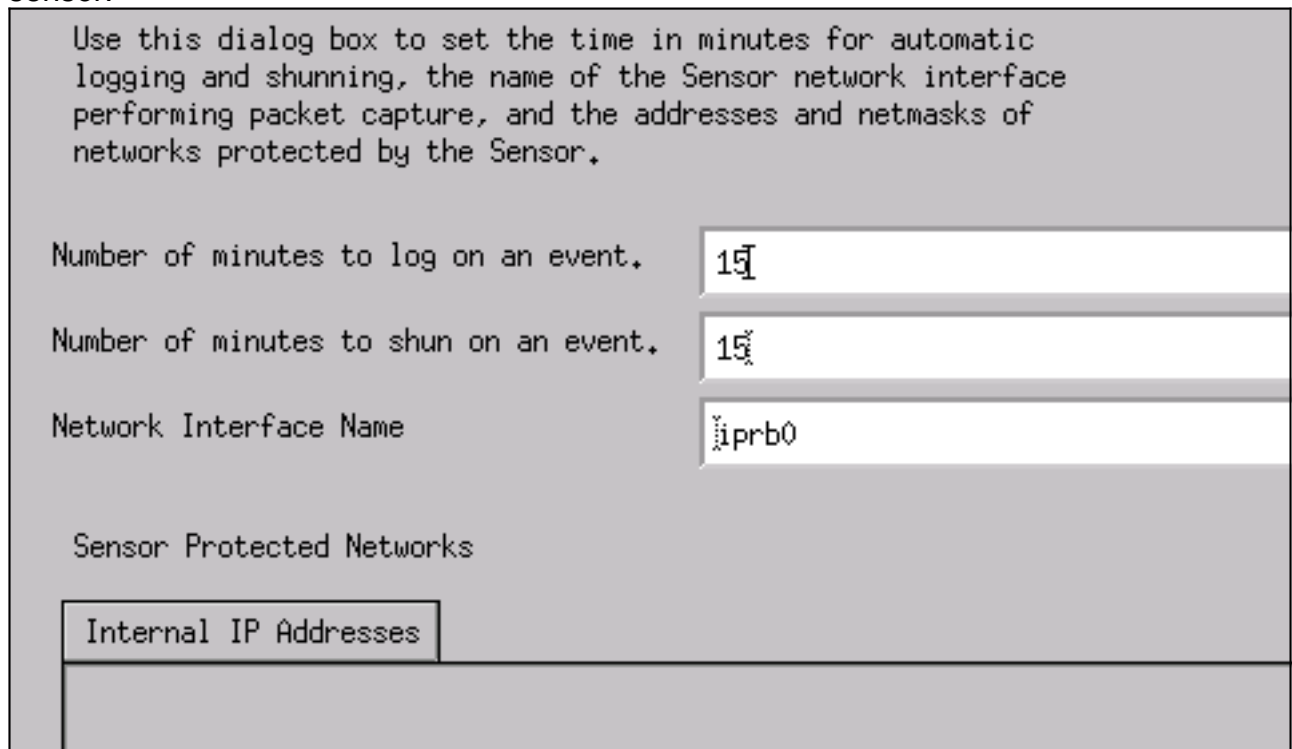 sensor.
Use this dialog box to set the time in minutes for automatic
logging and shunning, the name of the Sensor network interface
performing packet capture, and the addresses and netmasks of
networks protected by the Sensor.
Number of minutes to log on an event. 15
Number of minutes to shun on an event. 15
Network Interface Name iprb0
Sensor Protected Networks
Internal IP Addresses